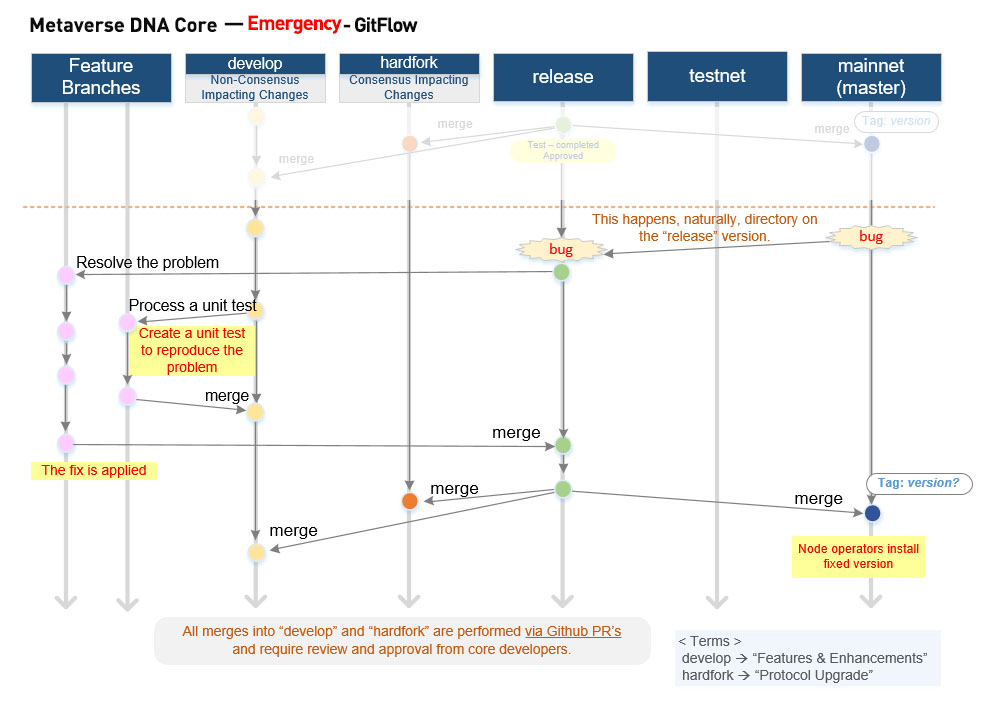 Metaverse DNA Core — Emergency - GitFlow
Feature
Branches
develop
Non-Consensus
Impacting Changes
hardfork
Consensus Impacting
Changes
release
testnet
mainnet
(master)
merge
merge
Test – completed
Approved
merge
Tag: version
This happens, naturally, directory on
the “release” version.
bug
bug
Resolve the problem
Process a unit test
Create a unit test
to reproduce the
problem
merge
merge
The fix is applied
merge
merge
merge
Tag: version?
Node operators install
fixed version
All merges into “develop” and “hardfork” are performed via Github PR’s
and require review and approval from core developers.
< Terms >
develop → “Features & Enhancements”
hardfork → “Protocol Upgrade”